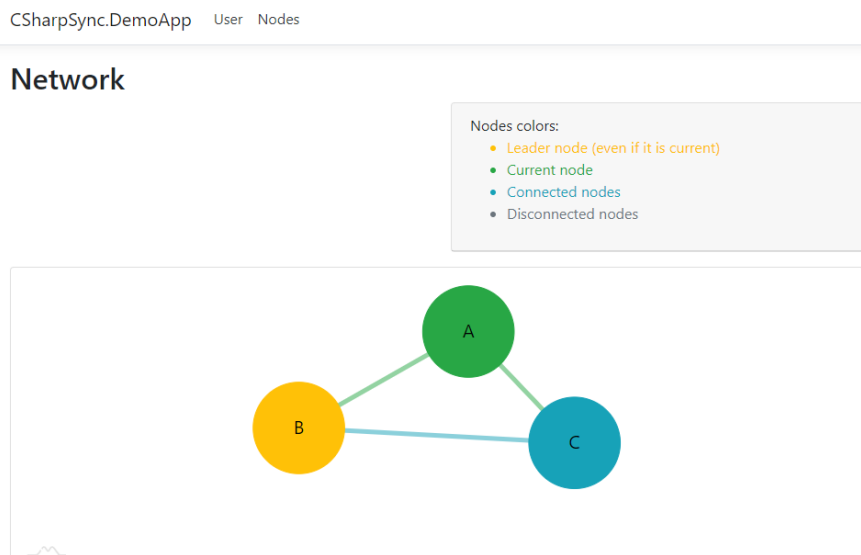 CSharpSync.DemoApp User Nodes
Network
Nodes colors:
Leader node (even if it is current)
Current node
Connected nodes
Disconnected nodes
A
B
C